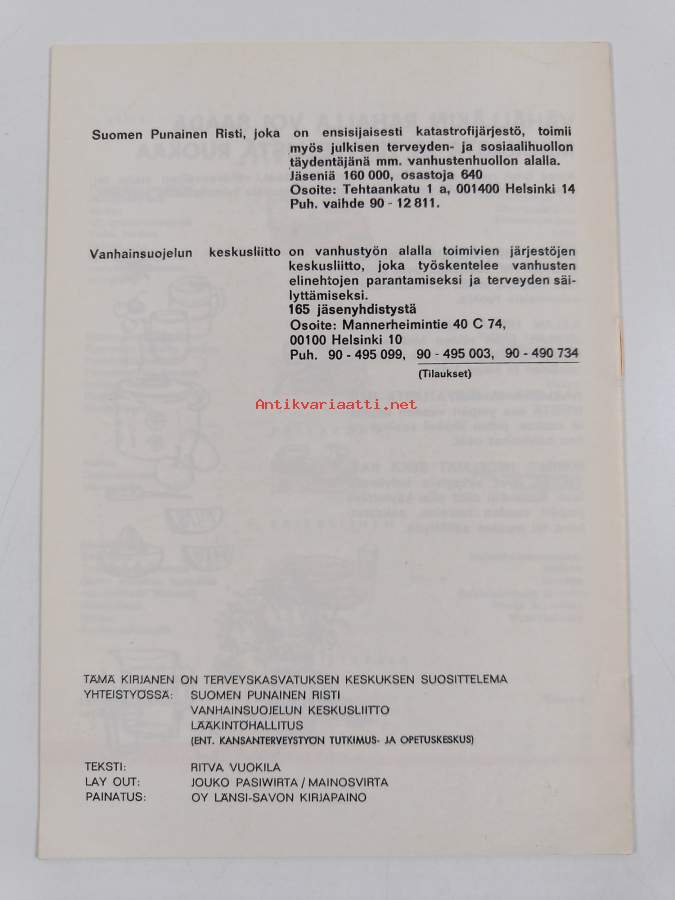 Suomen Punainen Risti, joka on ensisijaisesti katastrofijärjestö, toimii
myös julkisen terveyden- ja sosiaalihuollon
täydentäjänä mm. vanhustenhuollon alalla.
Jäseniä 160 000, osastoja 640
Osoite: Tehtaankatu 1 a, 001400 Helsinki 14
Puh. vaihde 90 - 12 811.
Vanhainsuojelun keskusliitto on vanhustyön alalla toimivien järjestöjen
keskusliitto, joka työskentelee vanhusten
elinehtojen parantamiseksi ja terveyden säi-
lyttämiseksi.
165 jäsenyhdistystä
Osoite: Mannerheimintie 40 C 74,
00100 Helsinki 10
Puh. 90 - 495 099, 90 - 495 003, 90 - 490 734
(Tilaukset)
Antikvariaatti.net
TÄMÄ KIRJANEN ON TERVEYSKASVATUKSEN KESKUKSEN SUOSITTELEMA
YHTEISTYÖSSÄ: SUOMEN PUNAINEN RISTI
VANHAINSUOJELUN KESKUSLIITTO
LÄÄKINTÖHALLITUS
(ENT. KANSANTERVEYSTYÖN TUTKIMUS- JA OPETUSKESKUS)
TEKSTI: RITVA VUOKILA
LAY OUT: JOUKO PASIWIRTA / MAINOSVIRTA
PAINATUS: OY LÄNSI-SAVON KIRJAPAINO